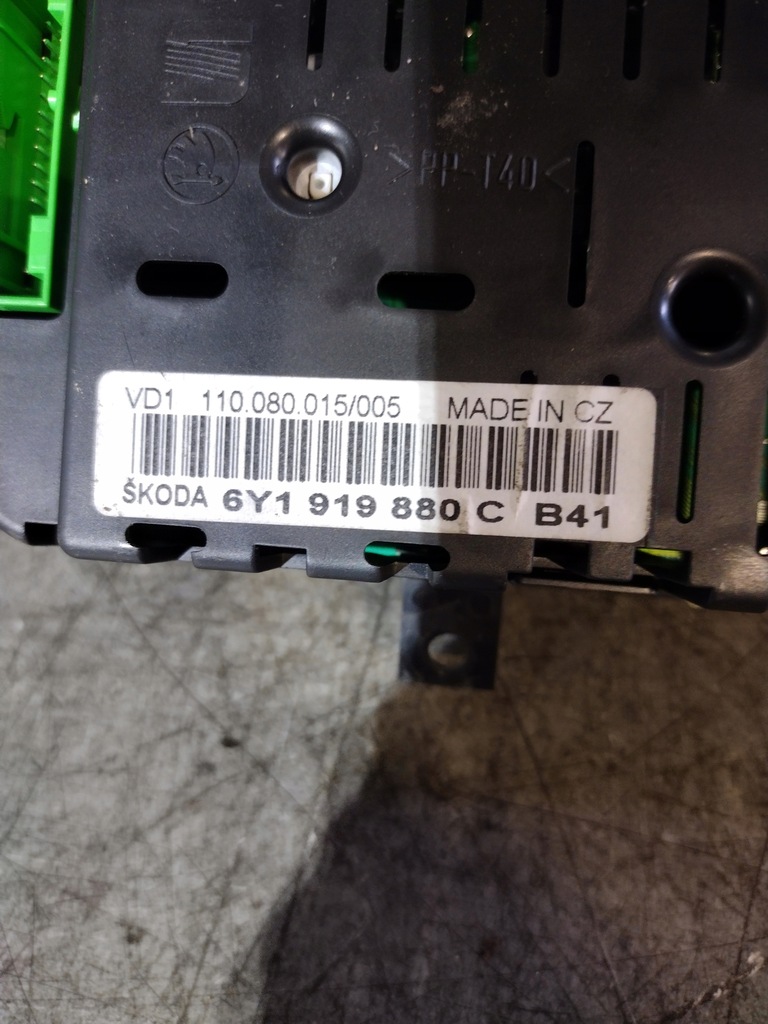 >PP-T40<
VD1 110.080.015/005 MADE IN CZ
ŠKODA 6Y1 919 880 C B41